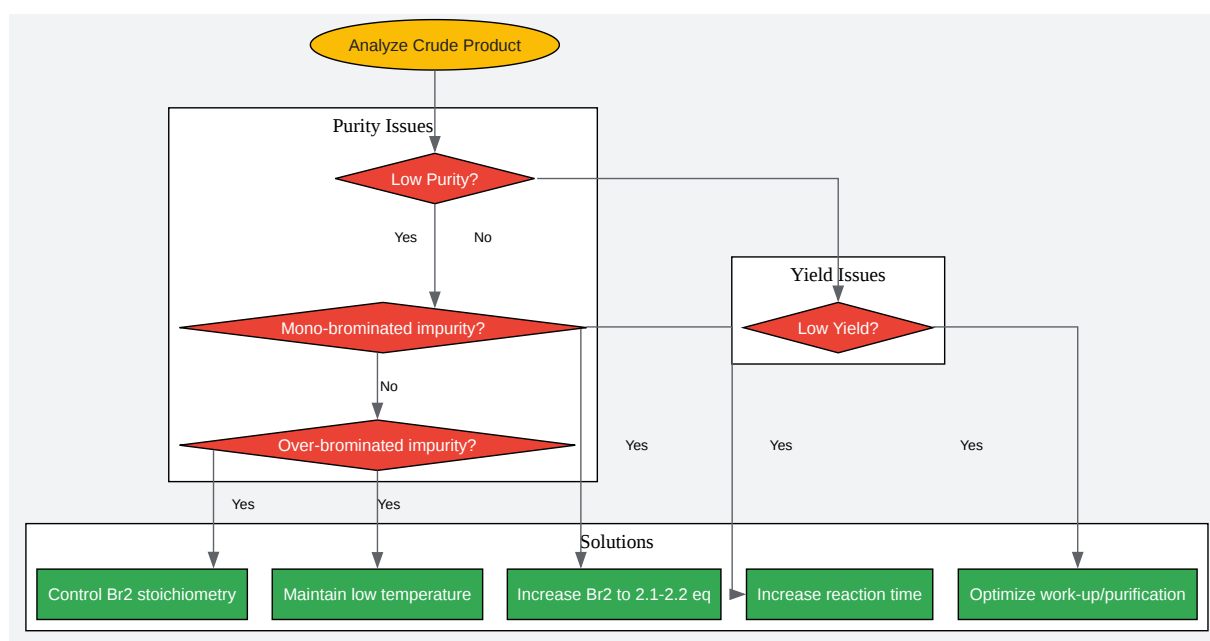 Analyze Crude Product
Purity Issues
Low Purity?
Yes
No
Yield Issues
Mono-brominated impurity?
Low Yield?
No
Over-brominated impurity?
Yes
Yes
Yes
Yes
Yes
Solutions
Control Br2 stoichiometry
Maintain low temperature
Increase Br2 to 2.1-2.2 eq
Increase reaction time
Optimize work-up/purification